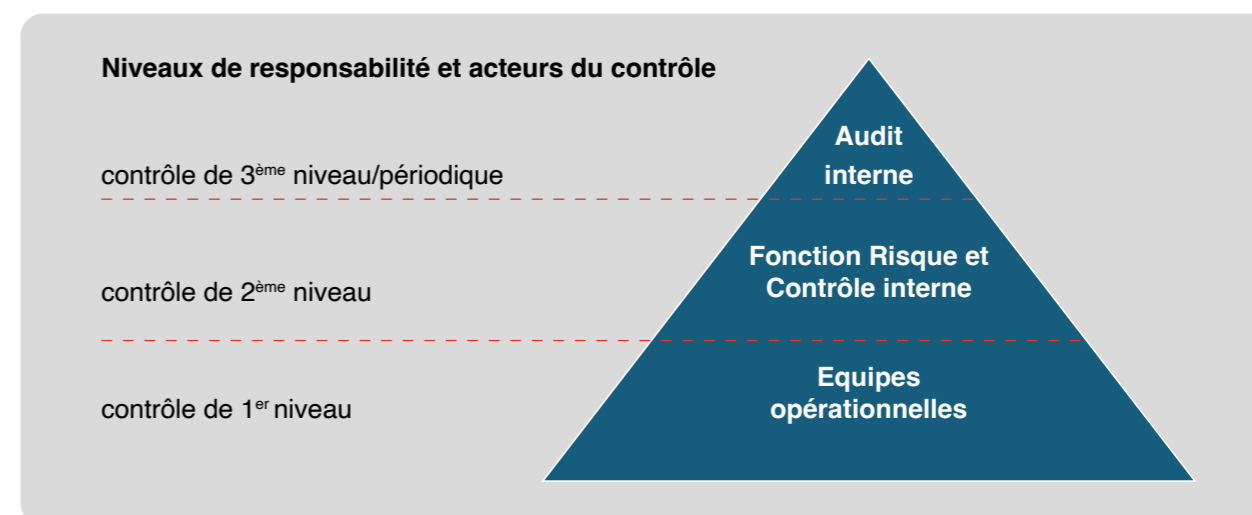 Niveaux de responsabilité et acteurs du contrôle
Audit
interne
contrôle de 3ème niveau/périodique
Fonction Risque et
Contrôle interne
contrôle de 2ème niveau
Equipes
opérationnelles
contrôle de 1er niveau